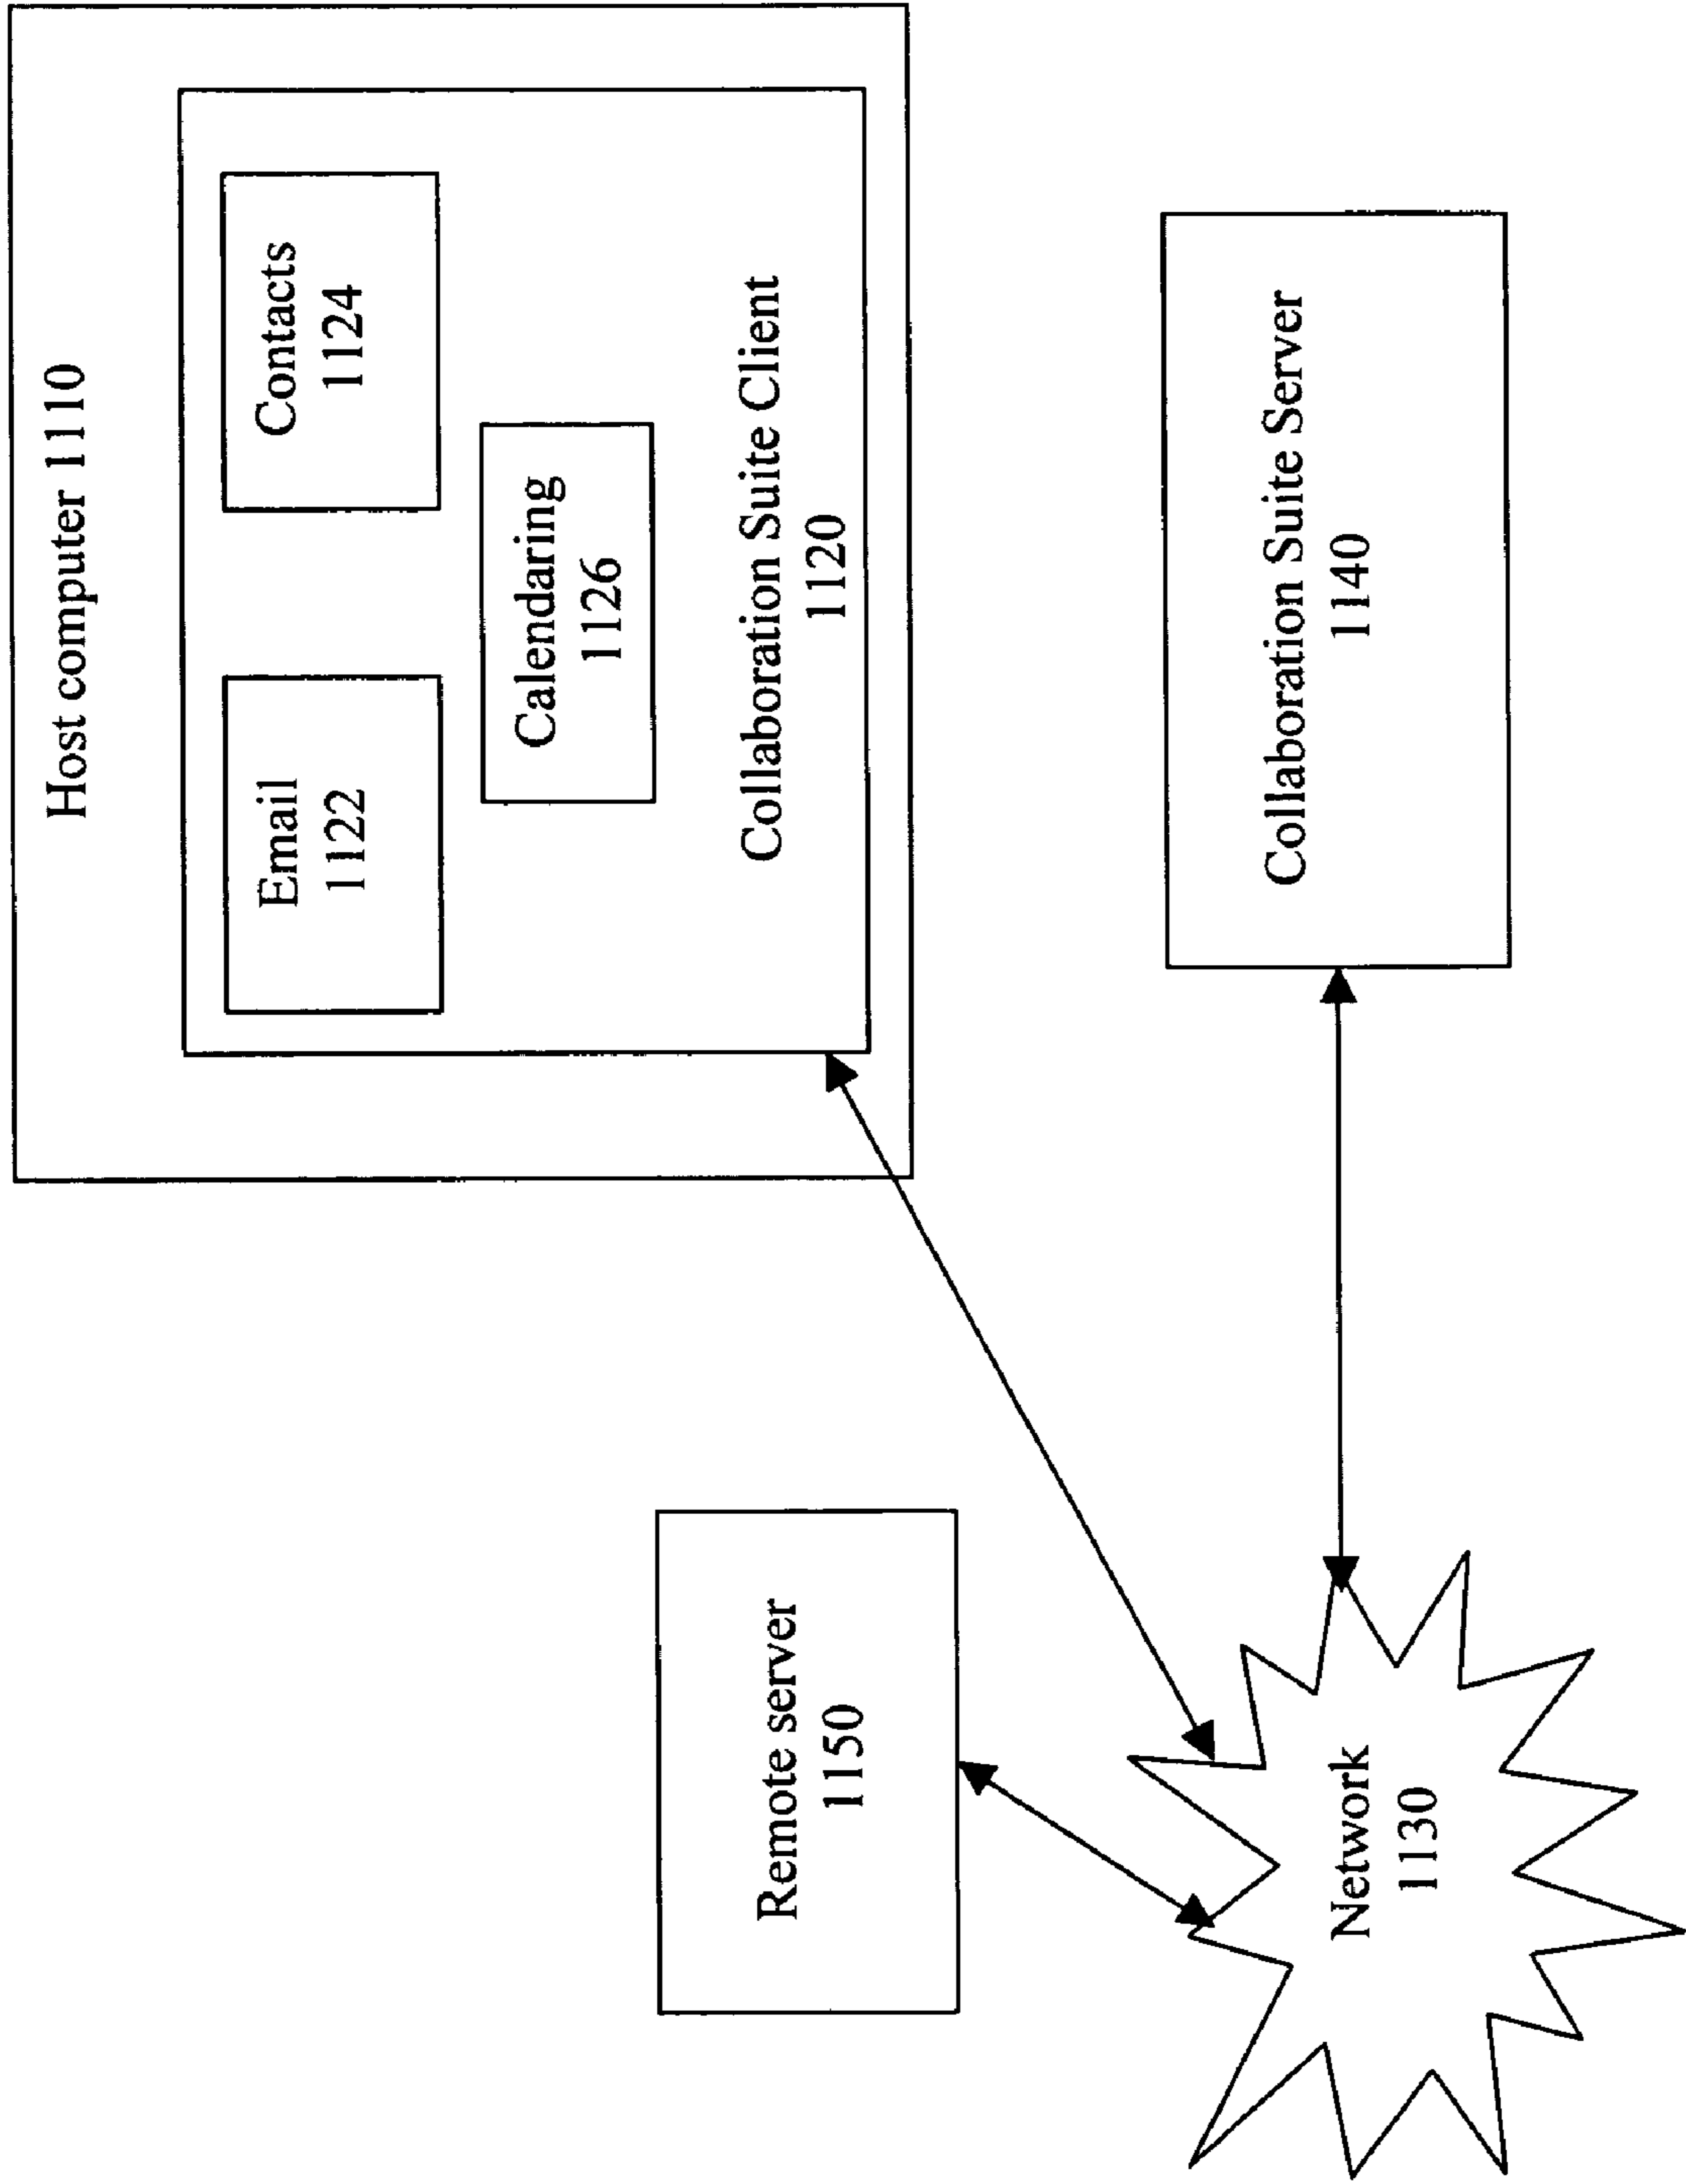 Host computer 1110
Email
1122
Contacts
1124
Calendaring
1126
Collaboration Suite Client
1120
Remote server
1150
Collaboration Suite Server
1140
Network
1130